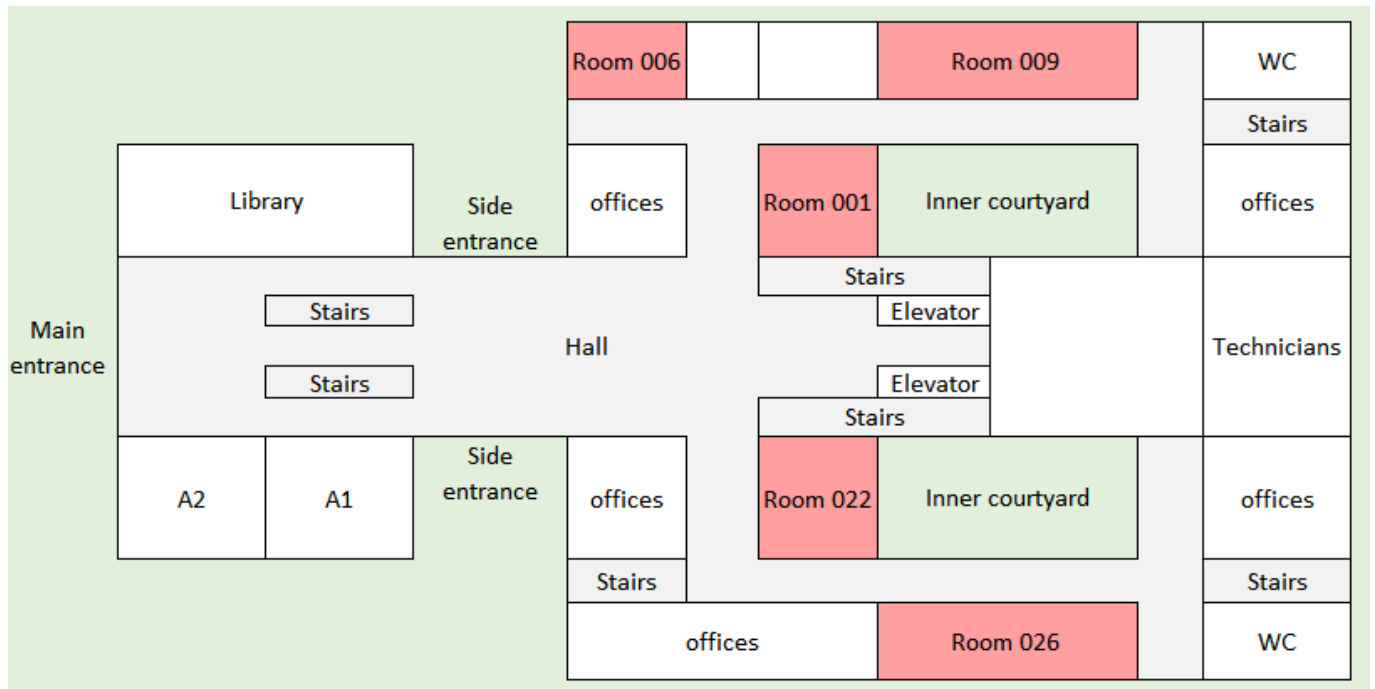 Room 006
Room 009
WC
Stairs
Library
Side
entrance
offices
Room 001
Inner courtyard
offices
Stairs
Stairs
Elevator
Main
entrance
Hall
Technicians
Stairs
Elevator
Stairs
A2
A1
Side
entrance
offices
Room 022
Inner courtyard
offices
Stairs
Stairs
offices
Room 026
WC